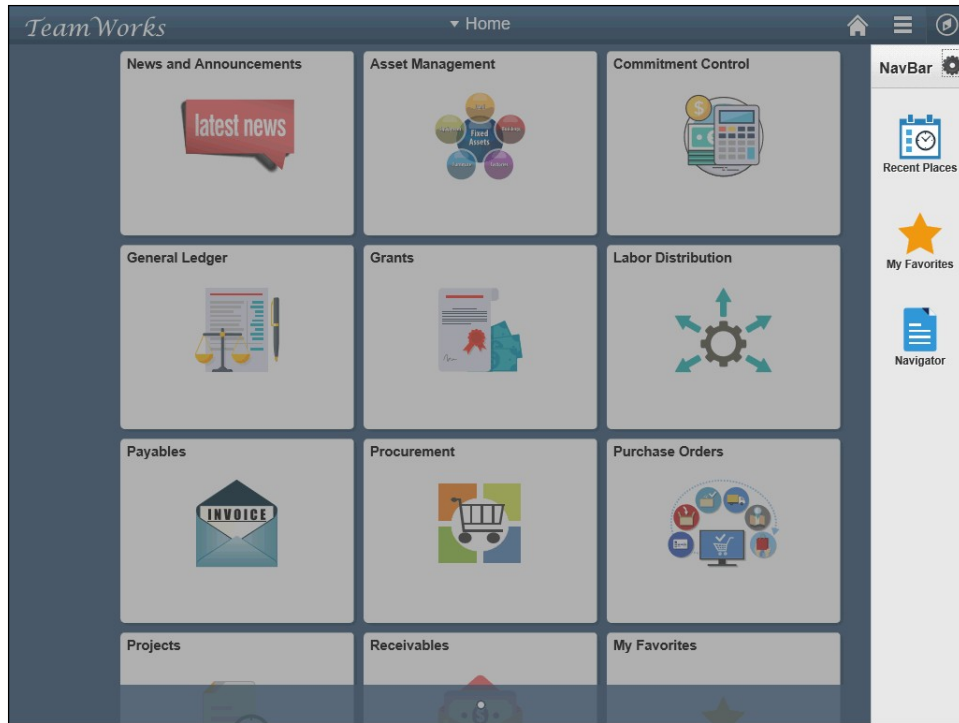 TeamWorks
Home
NavBar
News and Announcements
Asset Management
Commitment Control
latest news
Fixed
Assets
Recent Places
General Ledger
Grants
Labor Distribution
My Favorites
Navigator
Payables
Procurement
Purchase Orders
INVOICE
Projects
Receivables
My Favorites